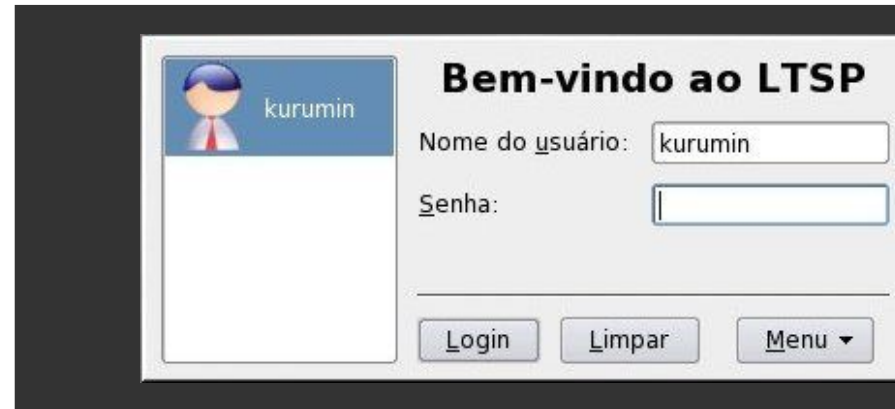 kurumin
Bem-vindo ao LTSP
Nome do usuário: kurumin
Senha:
Login Limpar Menu